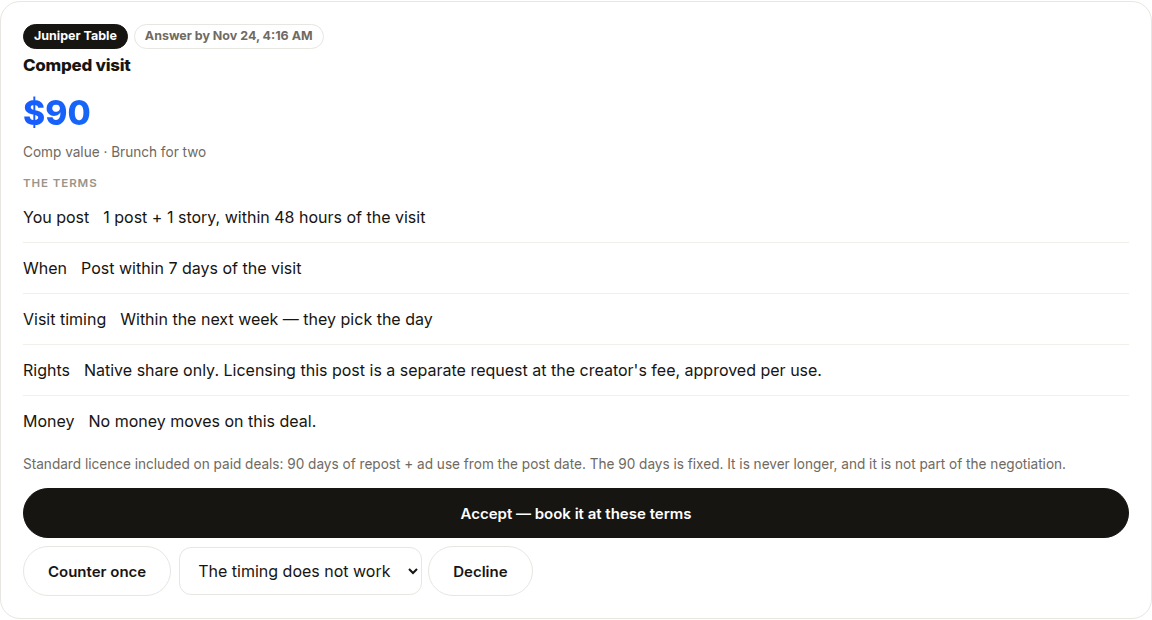 Juniper Table Answer by Nov 24, 4:16 AM
Comped visit
$90
Comp value · Brunch for two
THE TERMS
You post 1 post + 1 story, within 48 hours of the visit
When Post within 7 days of the visit
Visit timing Within the next week — they pick the day
Rights Native share only. Licensing this post is a separate request at the creator's fee, approved per use.
Money No money moves on this deal.
Standard licence included on paid deals: 90 days of repost + ad use from the post date. The 90 days is fixed. It is never longer, and it is not part of the negotiation.
Accept — book it at these terms
Counter once The timing does not work Decline